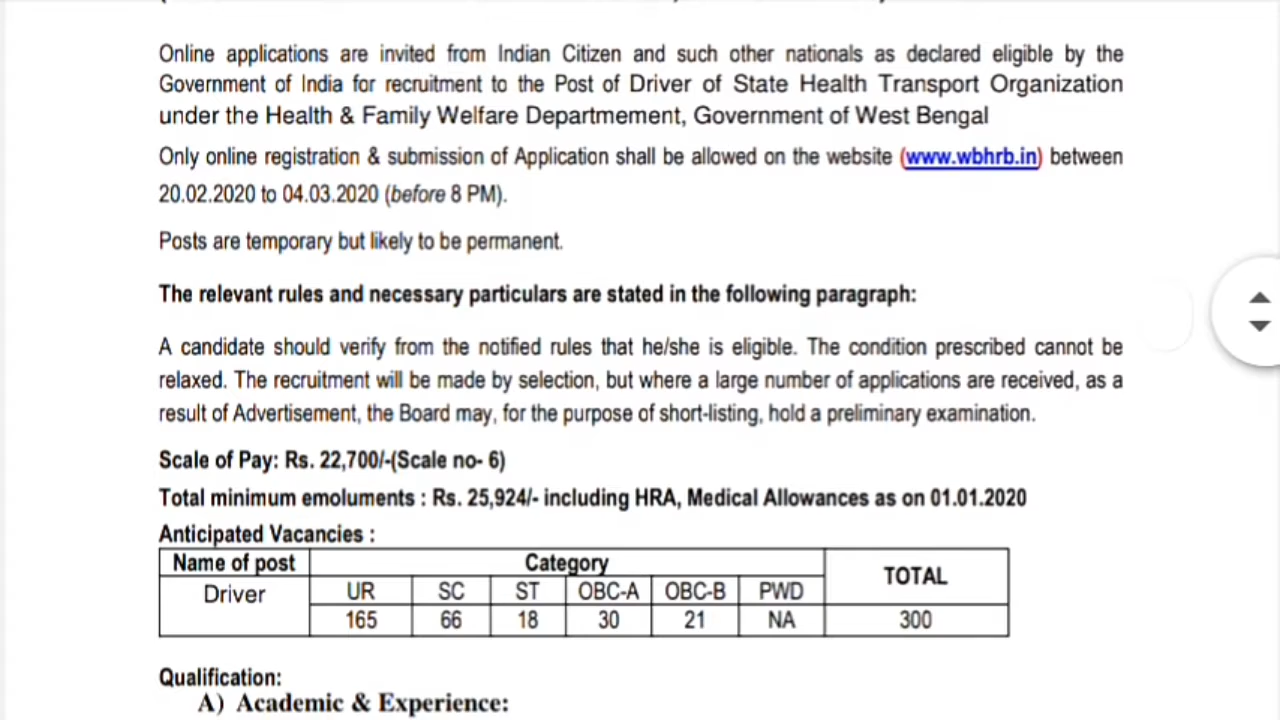 Online applications are invited from Indian Citizen and such other nationals as declared eligible by the
Government of India for recruitment to the Post of Driver of State Health Transport Organization
under the Health & Family Welfare Departmement, Government of West Bengal
Only online registration & submission of Application shall be allowed on the website (www.wbhrb.in) between
20.02.2020 to 04.03.2020 (before 8 PM).
Posts are temporary but likely to be permanent.
The relevant rules and necessary particulars are stated in the following paragraph:
A candidate should verify from the notified rules that he/she is eligible. The condition prescribed cannot be
relaxed. The recruitment will be made by selection, but where a large number of applications are received, as a
result of Advertisement, the Board may, for the purpose of short-listing, hold a preliminary examination.
Scale of Pay: Rs. 22,700/-(Scale no- 6)
Total minimum emoluments : Rs. 25,924/- including HRA, Medical Allowances as on 01.01.2020
Anticipated Vacancies :
Name of post Category TOTAL
Driver UR SC ST OBC-A OBC-B PWD
165 66 18 30 21 NA 300
Qualification:
A) Academic & Experience: